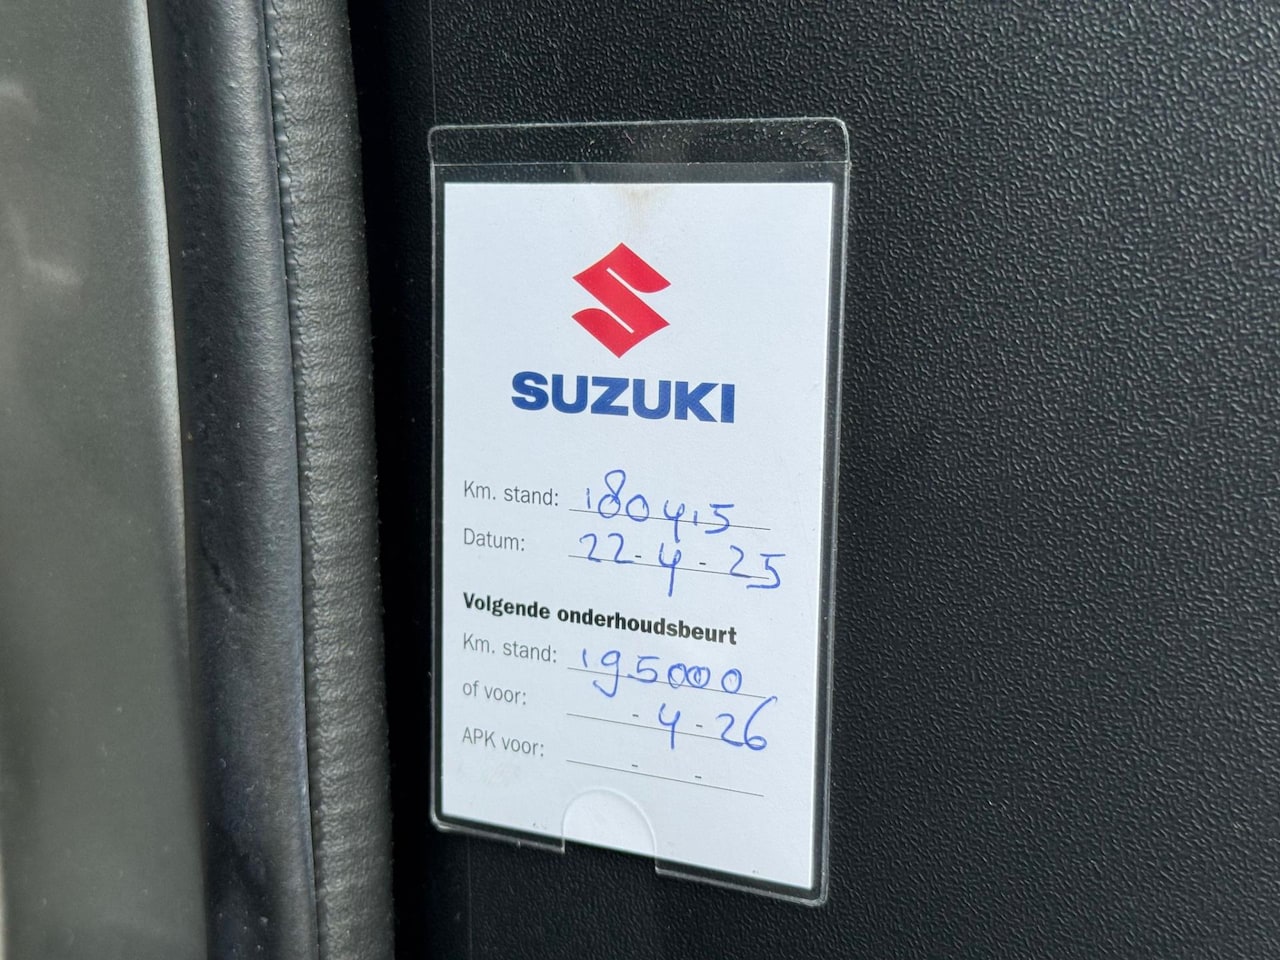 SUZUKI
Km. stand: 180415
Datum: 22-4-25
Volgende onderhoudsbeurt
Km. stand: 195000
of voor: -4-26
APK voor: - -